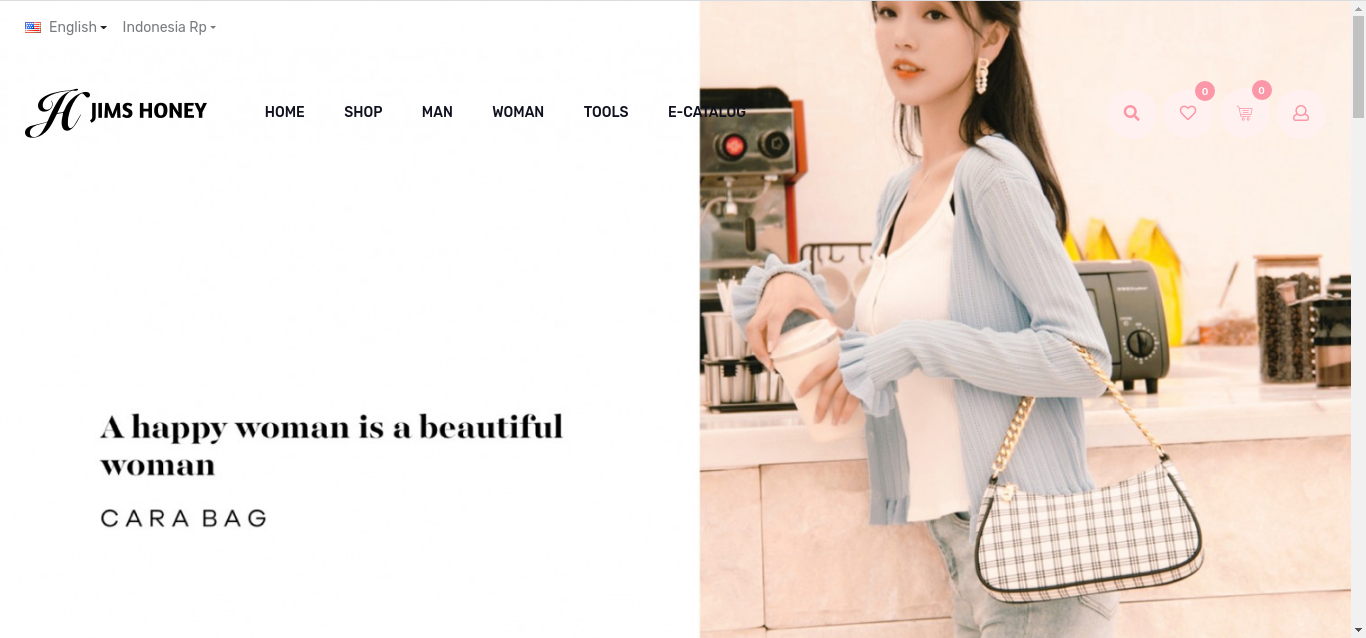 English Indonesia Rp
JIMS HONEY HOME SHOP MAN WOMAN TOOLS E-CATALOG 0 0
A happy woman is a beautiful
woman
CARA BAG